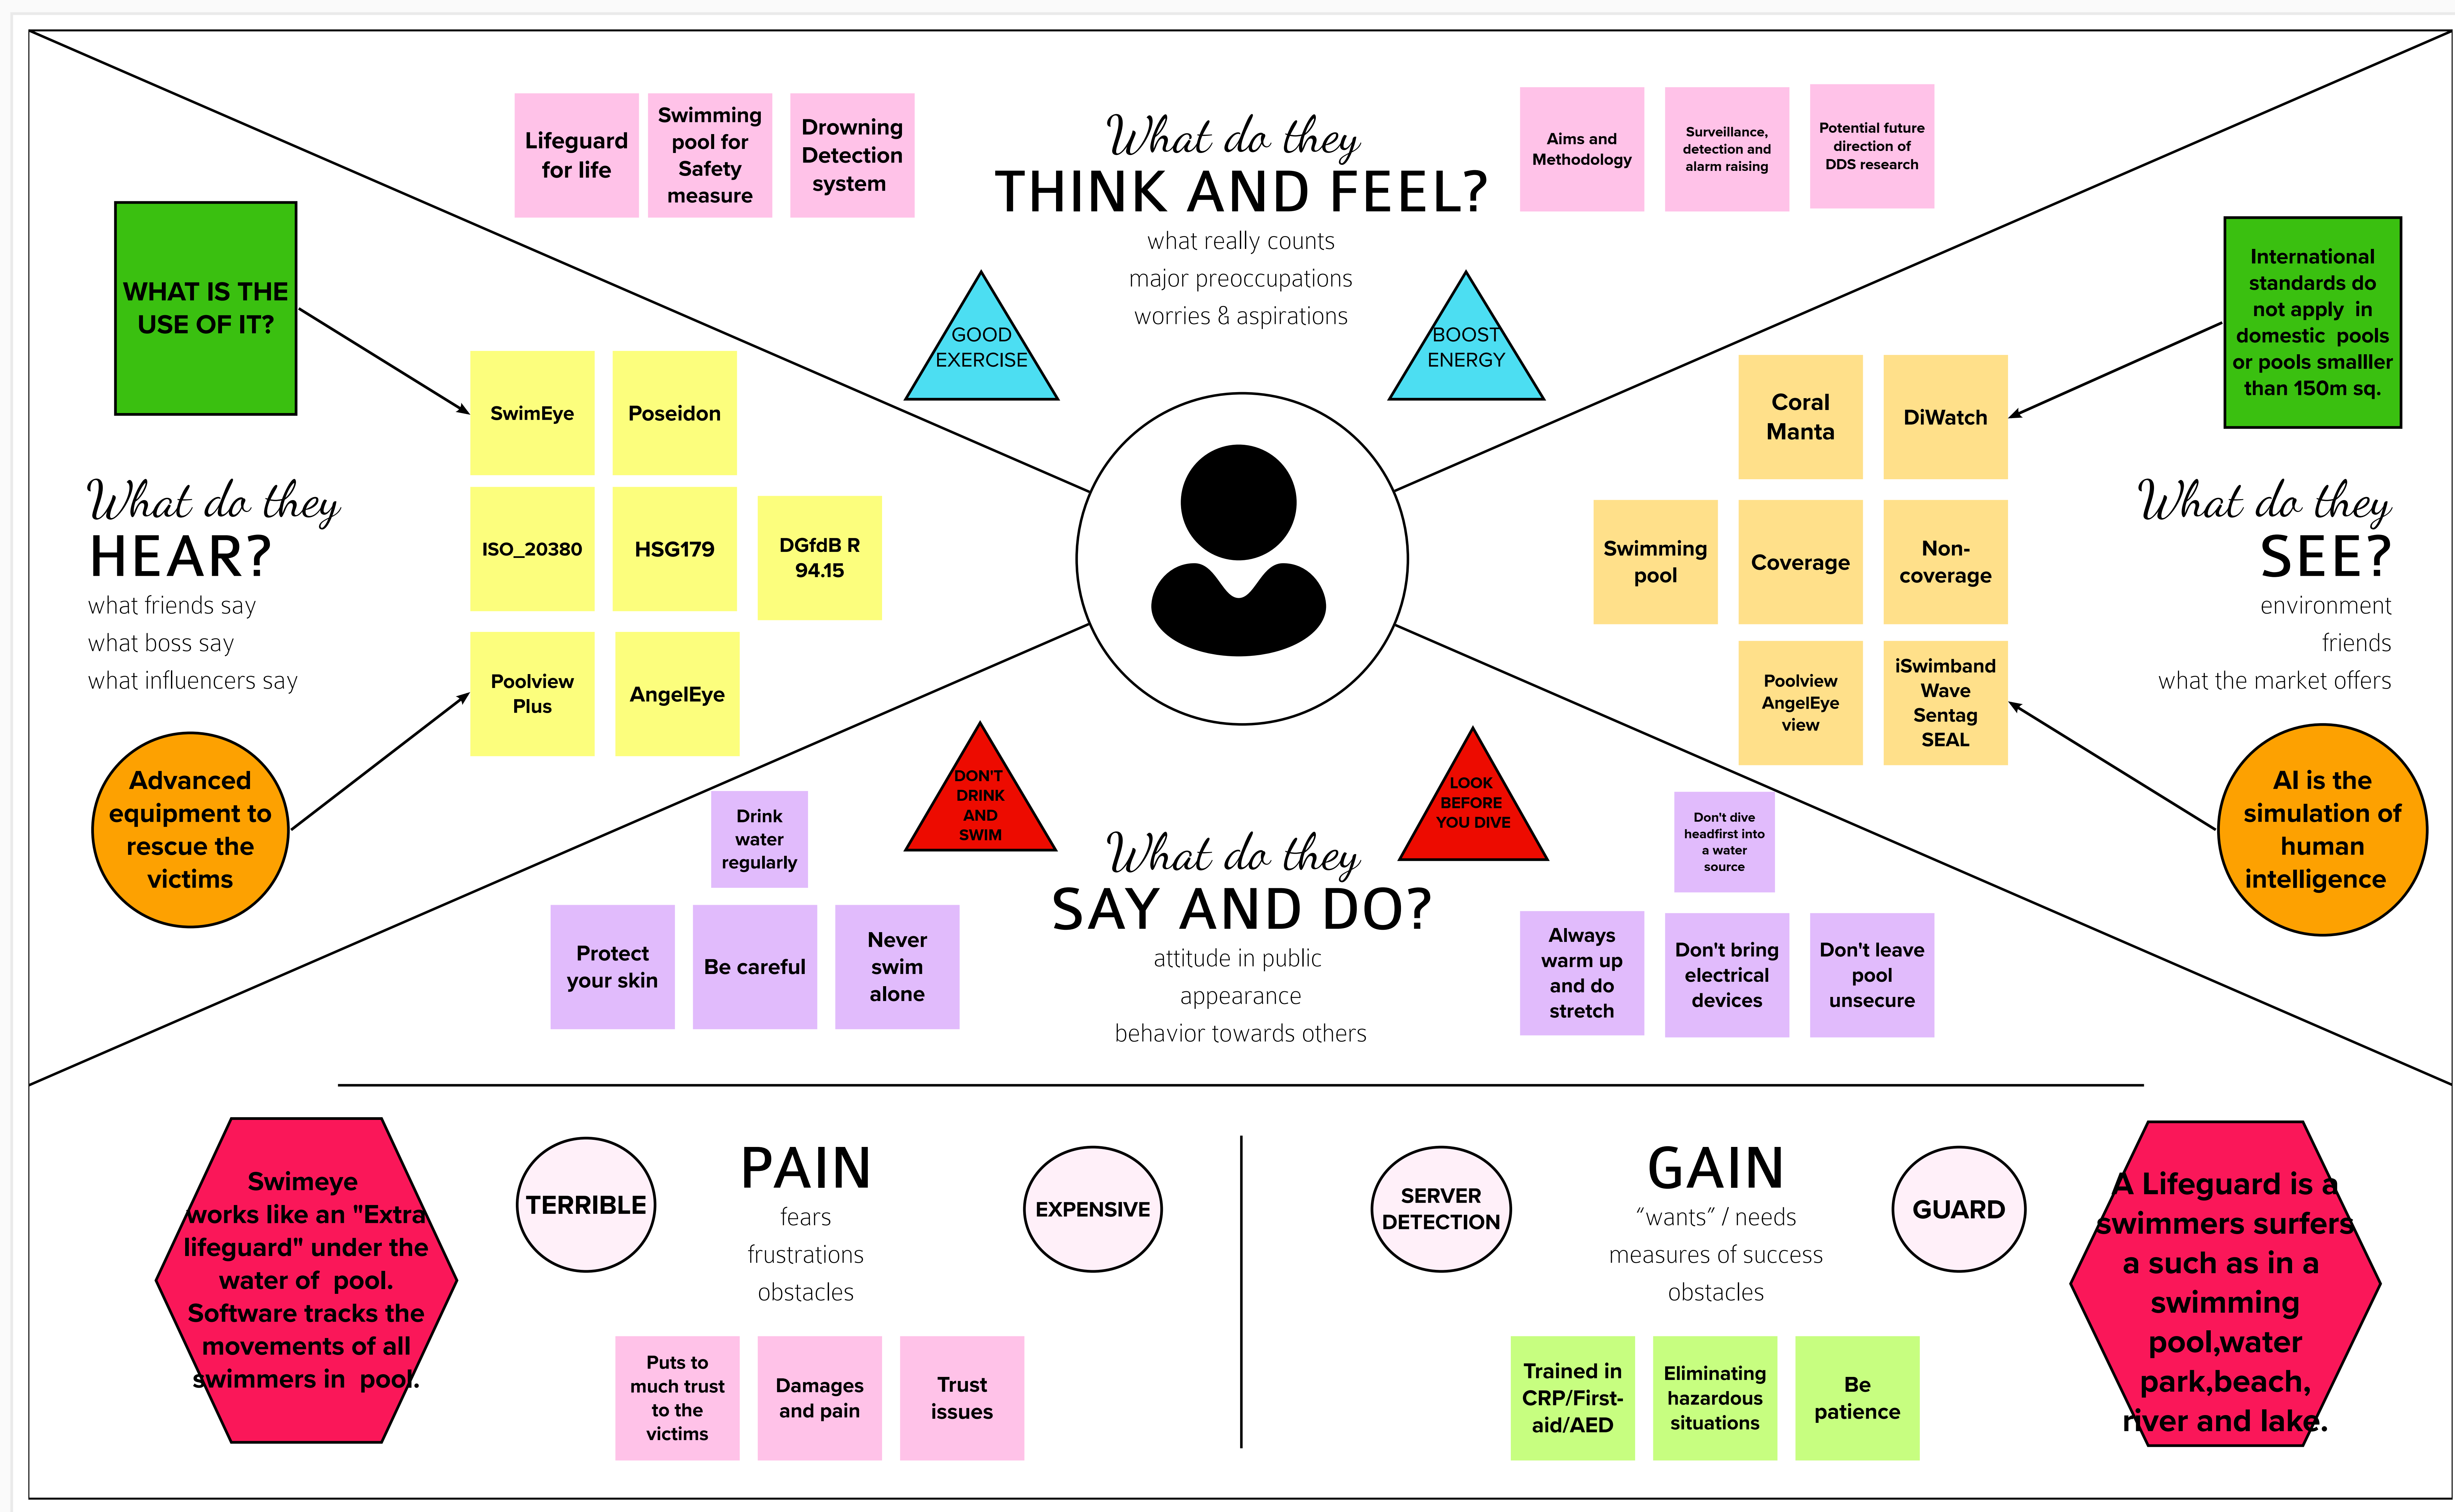 Lifeguard
for life
Swimming
pool for
Safety
measure
Drowning
Detection
system
What do they
THINK AND FEEL?
what really counts
major preoccupations
worries & aspirations
Aims and
Methodology
Surveillance,
detection and
alarm raising
Potential future
direction of
DDS research
GOOD
EXERCISE
BOOST
ENERGY
WHAT IS THE
USE OF IT?
What do they
HEAR?
what friends say
what boss say
what influencers say
Advanced
equipment to
rescue the
victims
SwimEye
Poseidon
ISO_20380
HSG179
DGfdB R
94.15
Poolview
Plus
AngelEye
Coral
Manta
DiWatch
Swimming
pool
Coverage
Non-
coverage
Poolview
AngelEye
view
iSwimband
Wave
Sentag
SEAL
International
standards do
not apply in
domestic pools
or pools smalller
than 150m sq.
What do they
SEE?
environment
friends
what the market offers
AI is the
simulation of
human
intelligence
DON'T
DRINK
AND
SWIM
LOOK
BEFORE
YOU DIVE
Drink
water
regularly
Protect
your skin
Be careful
Never
swim
alone
What do they
SAY AND DO?
attitude in public
appearance
behavior towards others
Don't dive
headfirst into
a water
source
Always
warm up
and do
stretch
Don't bring
electrical
devices
Don't leave
pool
unsecure
Swimeye
works like an "Extra
lifeguard" under the
water of pool.
Software tracks the
movements of all
swimmers in pool.
TERRIBLE
PAIN
fears
frustrations
obstacles
EXPENSIVE
Puts to
much trust
to the
victims
Damages
and pain
Trust
issues
SERVER
DETECTION
GAIN
"wants" / needs
measures of success
obstacles
GUARD
Trained in
CRP/First-
aid/AED
Eliminating
hazardous
situations
Be
patience
A Lifeguard is a
swimmers surfers
a such as in a
swimming
pool,water
park,beach,
river and lake.